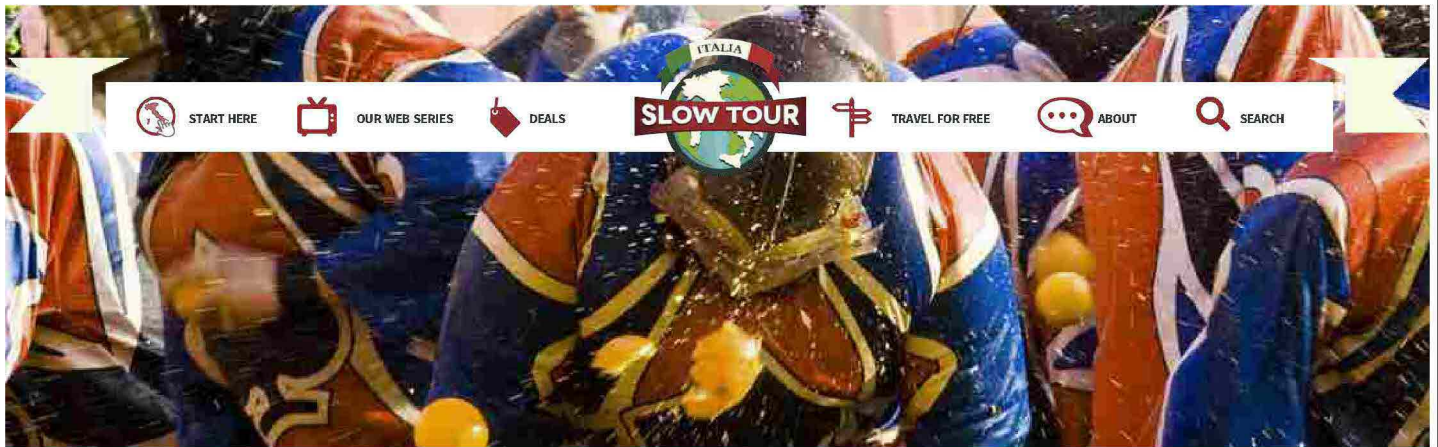 ITALIA
SLOW TOUR
START HERE
OUR WEB SERIES
DEALS
TRAVEL FOR FREE
ABOUT
SEARCH